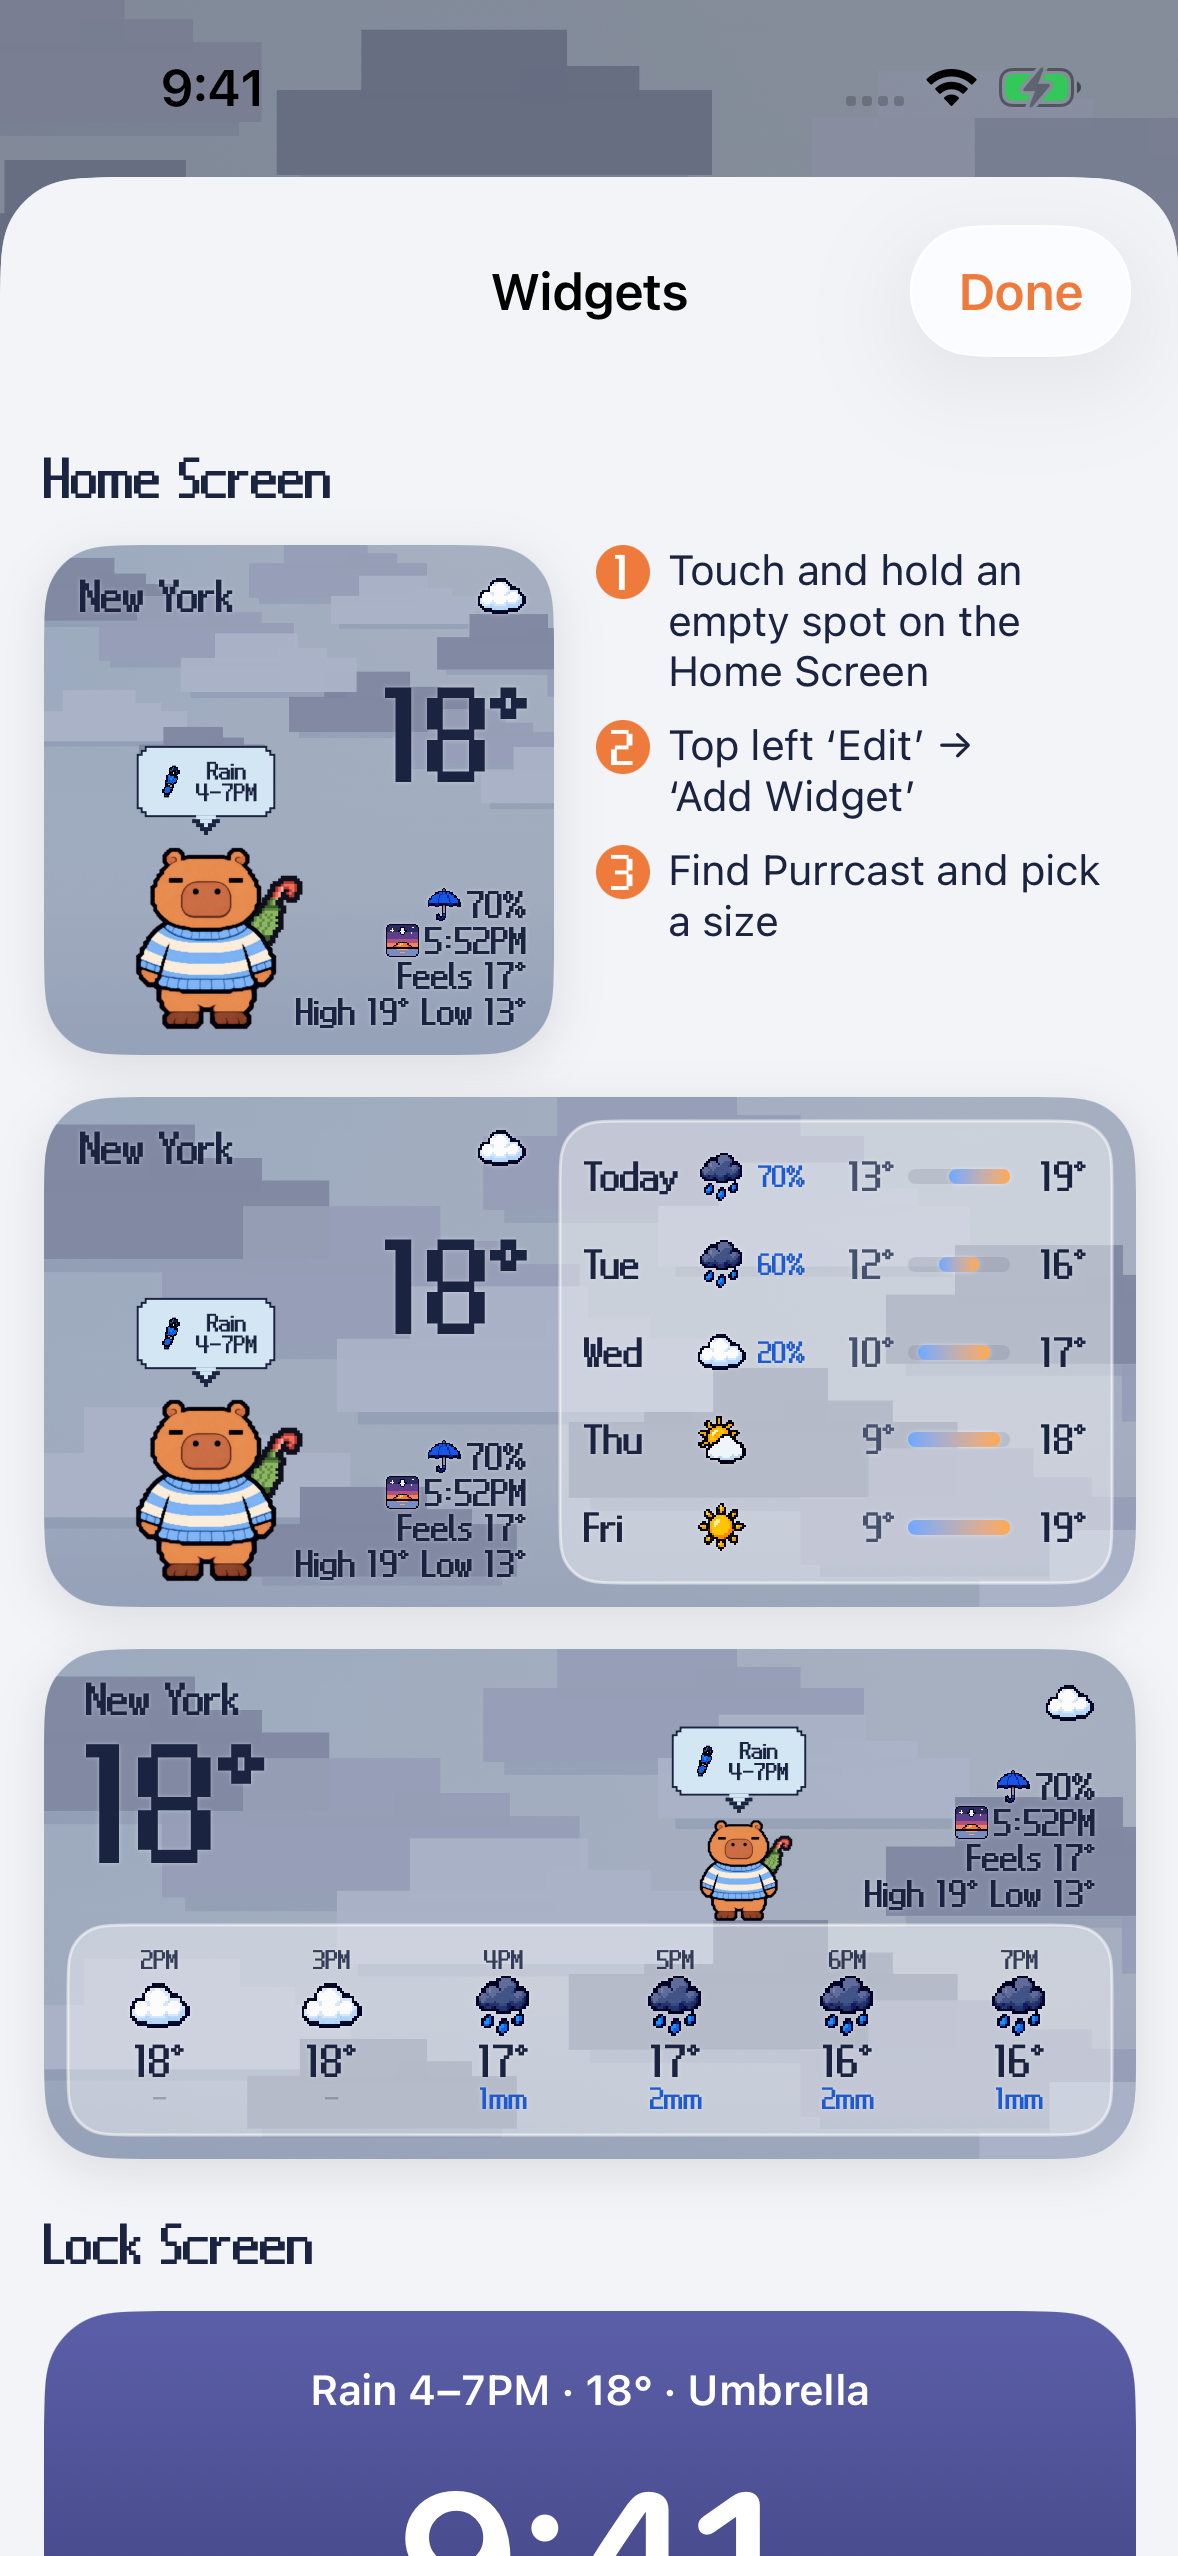 9:41
Widgets
Done
Home Screen
New York
18°
Rain
4–7PM
70%
5:52PM
Feels 17°
High 19° Low 13°
1 Touch and hold an
empty spot on the
Home Screen
2 Top left ‘Edit’ →
‘Add Widget’
3 Find Purrcast and pick
a size
New York
18°
Rain
4–7PM
70%
5:52PM
Feels 17°
High 19° Low 13°
Today 70% 13° 19°
Tue 60% 12° 16°
Wed 20% 10° 17°
Thu 9° 18°
Fri 9° 19°
New York
18°
Rain
4–7PM
70%
5:52PM
Feels 17°
High 19° Low 13°
2PM 3PM 4PM 5PM 6PM 7PM
18° 18° 17° 17° 16° 16°
– – 1mm 2mm 2mm 1mm
Lock Screen
Rain 4–7PM · 18° · Umbrella
9:41